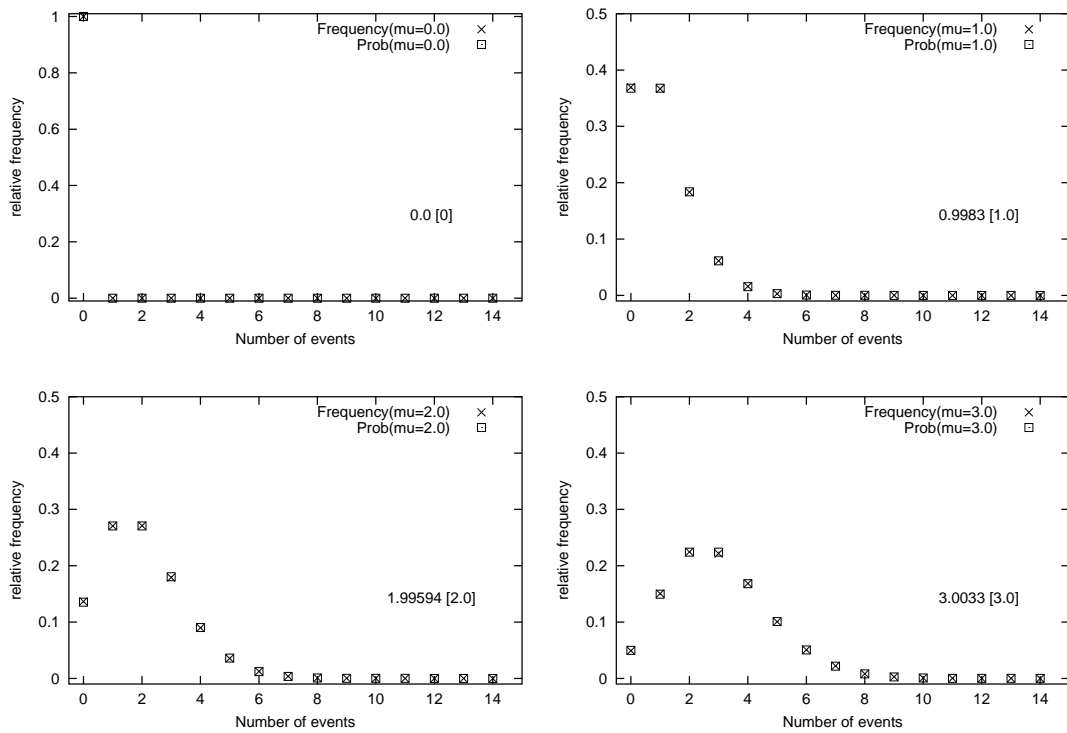 Frequency(mu=0.0)
Prob(mu=0.0)
1
0.8
0.6
0.4
0.2
0
relative frequency
0.0 [0]
0 2 4 6 8 10 12 14
Number of events
Frequency(mu=1.0)
Prob(mu=1.0)
0.5
0.4
0.3
0.2
0.1
0
relative frequency
0.9983 [1.0]
0 2 4 6 8 10 12 14
Number of events
Frequency(mu=2.0)
Prob(mu=2.0)
0.5
0.4
0.3
0.2
0.1
0
relative frequency
1.99594 [2.0]
0 2 4 6 8 10 12 14
Number of events
Frequency(mu=3.0)
Prob(mu=3.0)
0.5
0.4
0.3
0.2
0.1
0
relative frequency
3.0033 [3.0]
0 2 4 6 8 10 12 14
Number of events